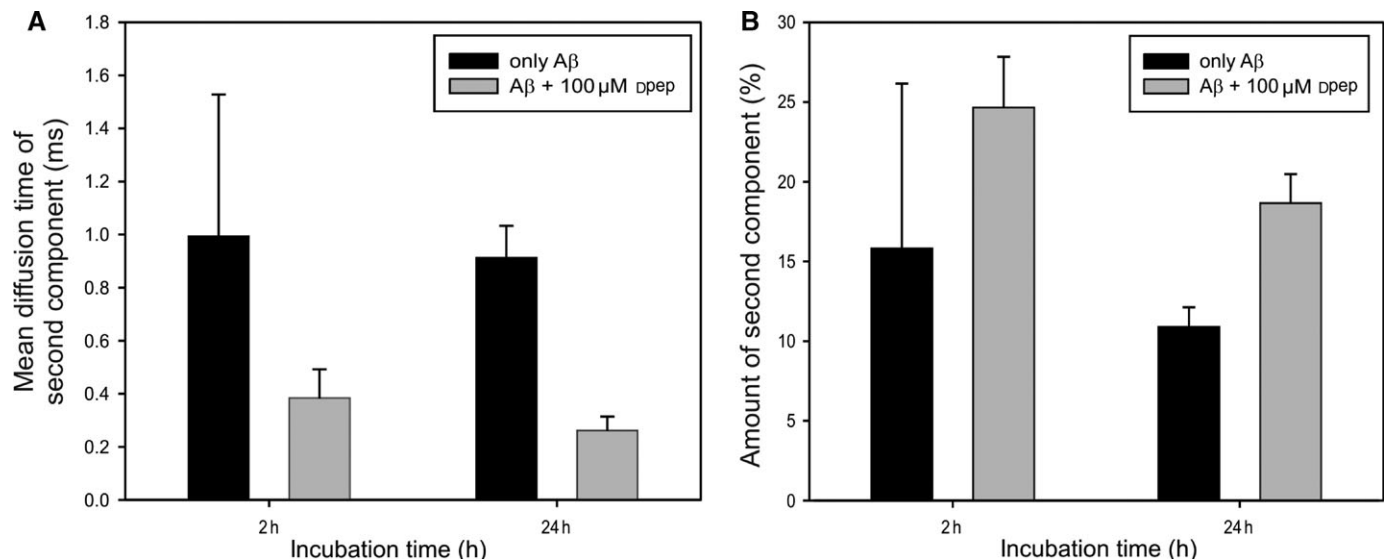 A
Mean diffusion time of
second component (ms)
1.8
1.6
1.4
1.2
1.0
0.8
0.6
0.4
0.2
0.0
only Aβ
Aβ + 100 µM Dpep
2 h
24 h
Incubation time (h)
B
Amount of second component (%)
30
25
20
15
10
5
0
only Aβ
Aβ + 100 µM Dpep
2 h
24 h
Incubation time (h)